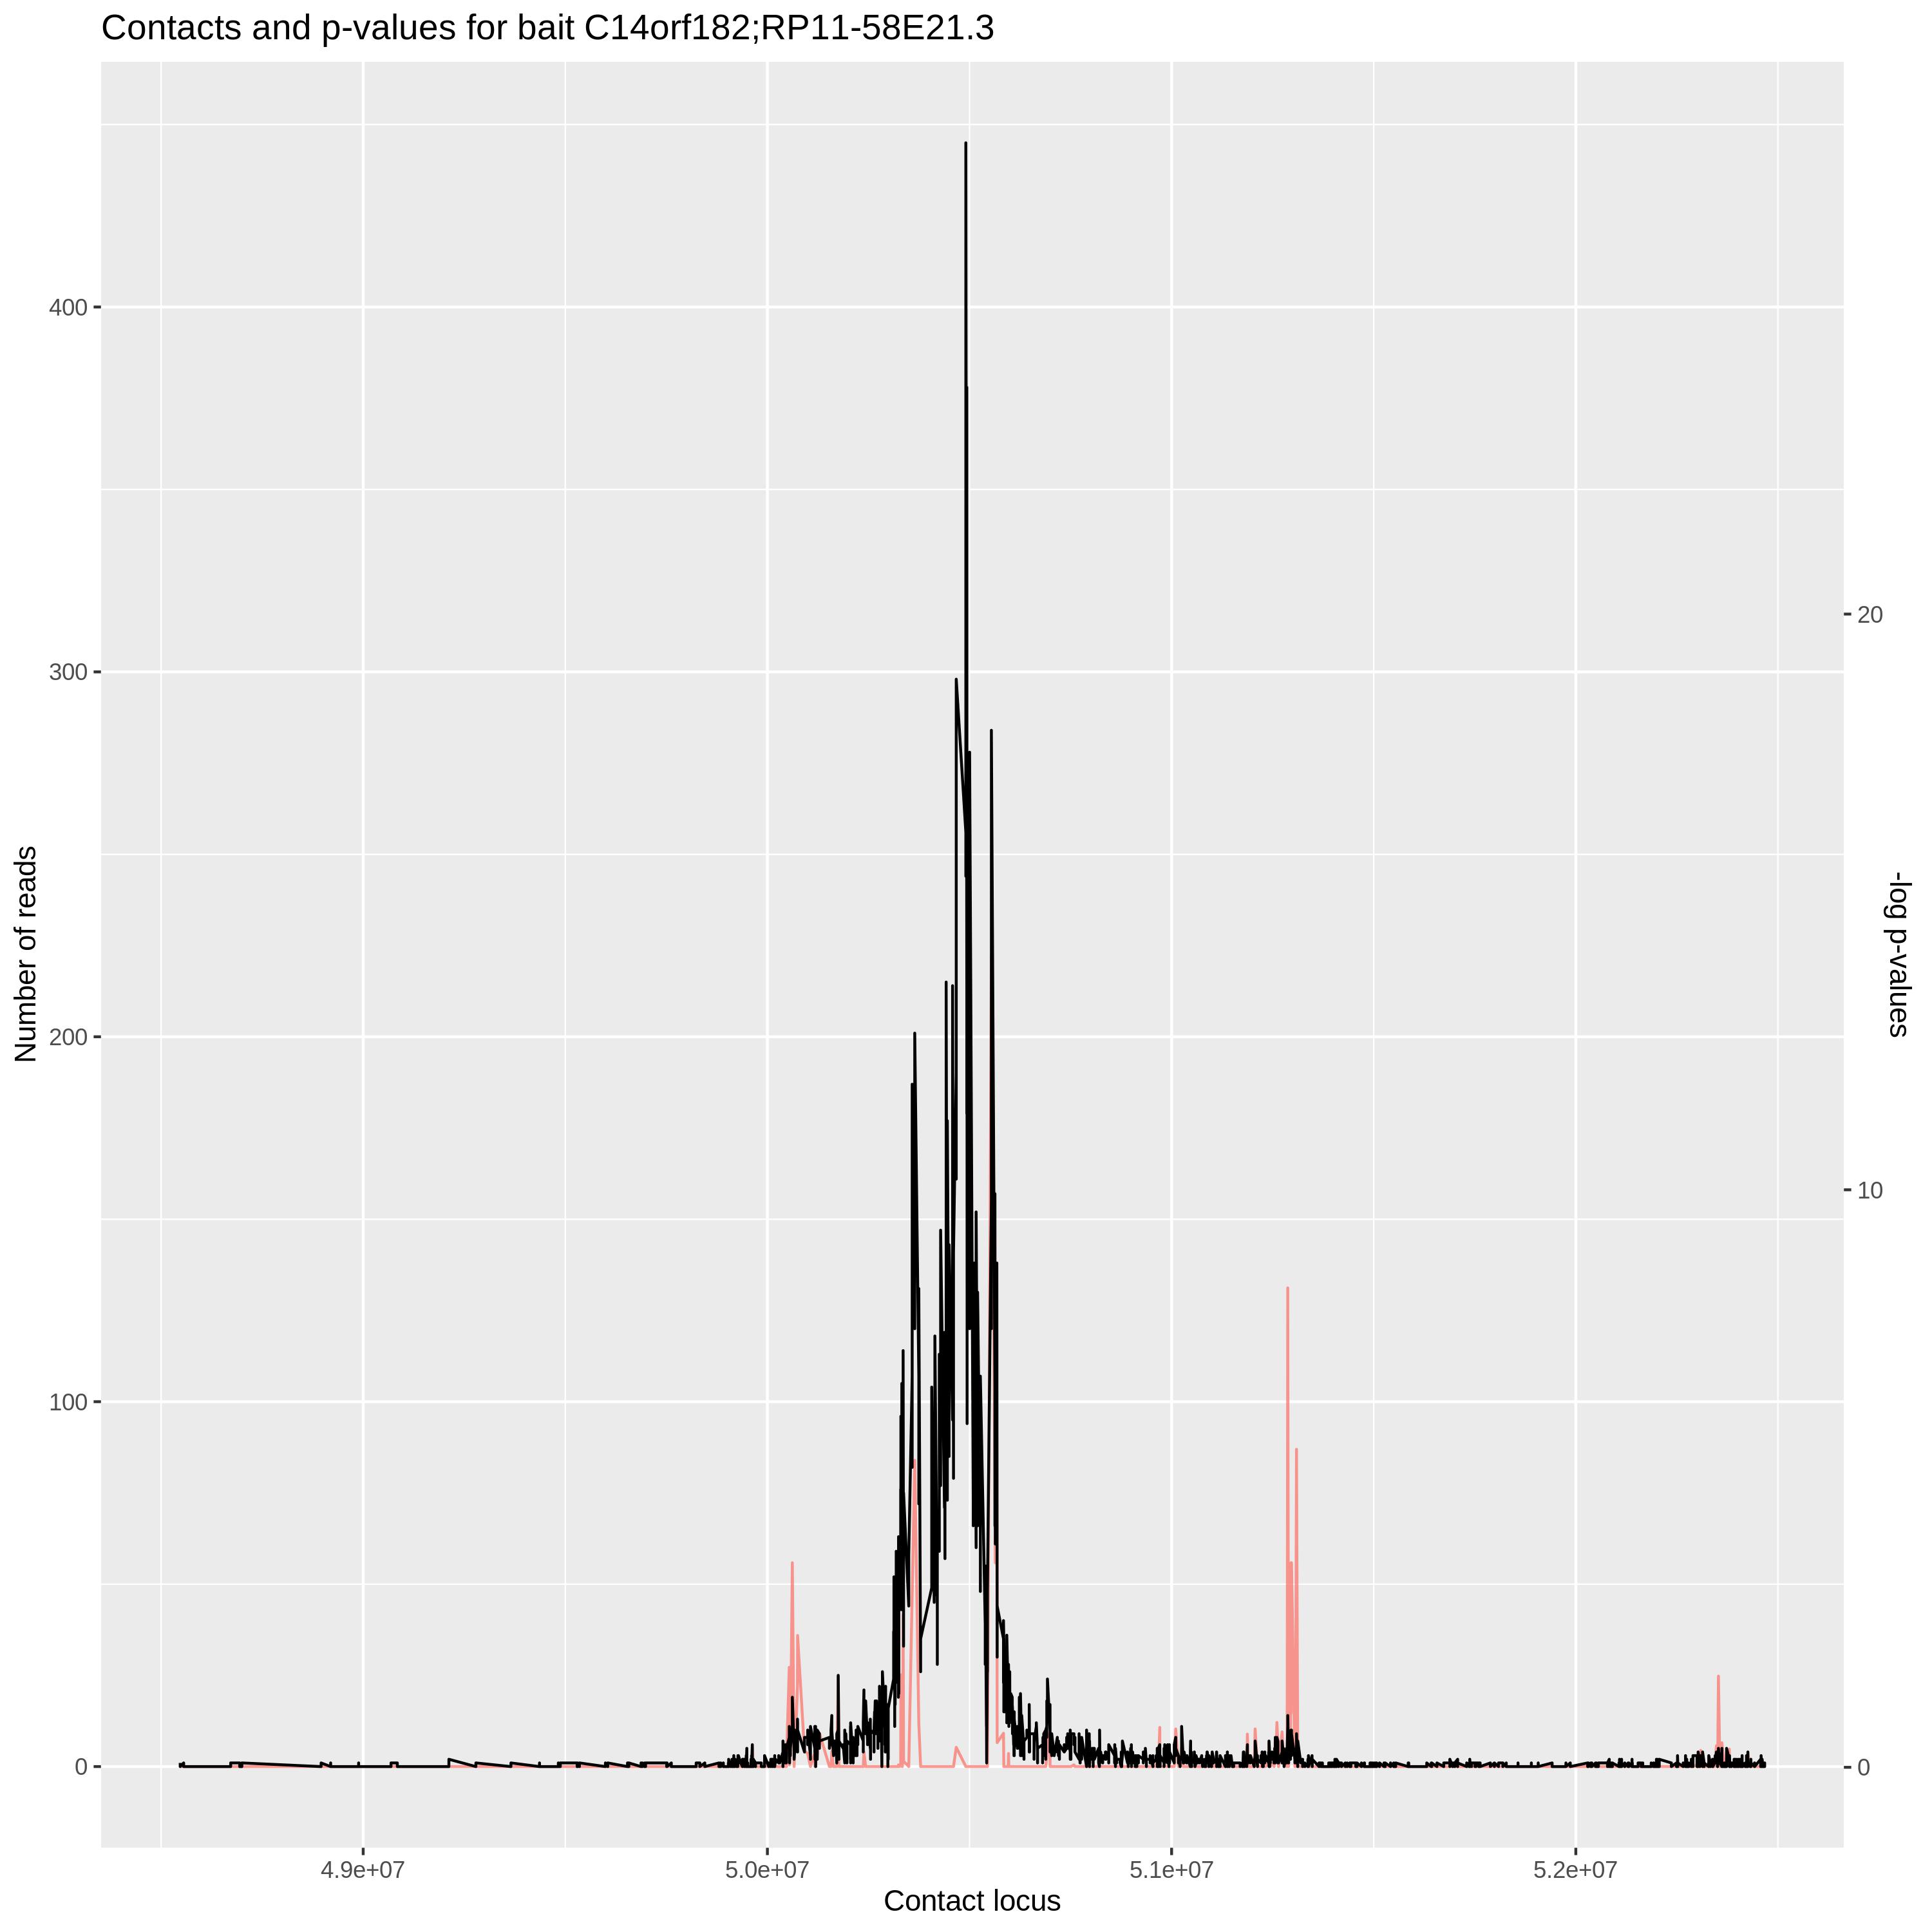 Contacts and p-values for bait C14orf182;RP11-58E21.3
400
300
200
100
0
Number of reads
20
10
0
-log p-values
4.9e+07
5.0e+07
5.1e+07
5.2e+07
Contact locus